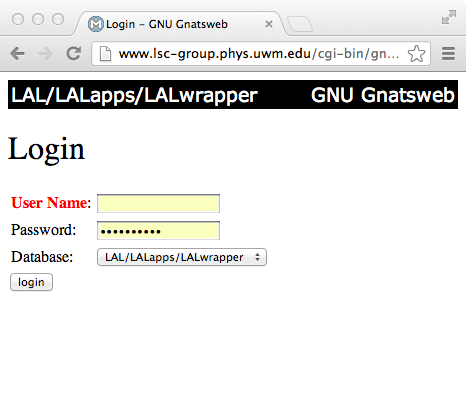 Login - GNU Gnatsweb
www.lsc-group.phys.uwm.edu/cgi-bin/gn...
LAL/LALapps/LALwrapper GNU Gnatsweb
Login
User Name:
Password: ••••••••••
Database: LAL/LALapps/LALwrapper
login